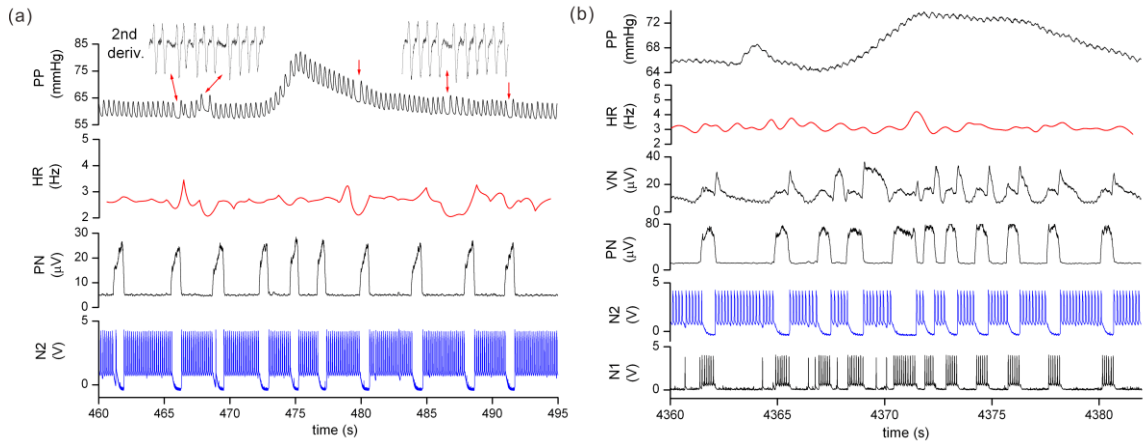 (a)
2nd
deriv.
PP
(mmHg)
85
75
65
55
HR
(Hz)
5
4
3
2
PN
(μV)
30
20
10
0
N2
(V)
5
0
460 465 470 475 480 485 490 495
time (s)
(b)
PP
(mmHg)
72
68
64
HR
(Hz)
6
5
4
3
2
VN
(μV)
40
20
0
PN
(μV)
80
0
N2
(V)
5
0
N1
(V)
5
0
4360 4365 4370 4375 4380
time (s)